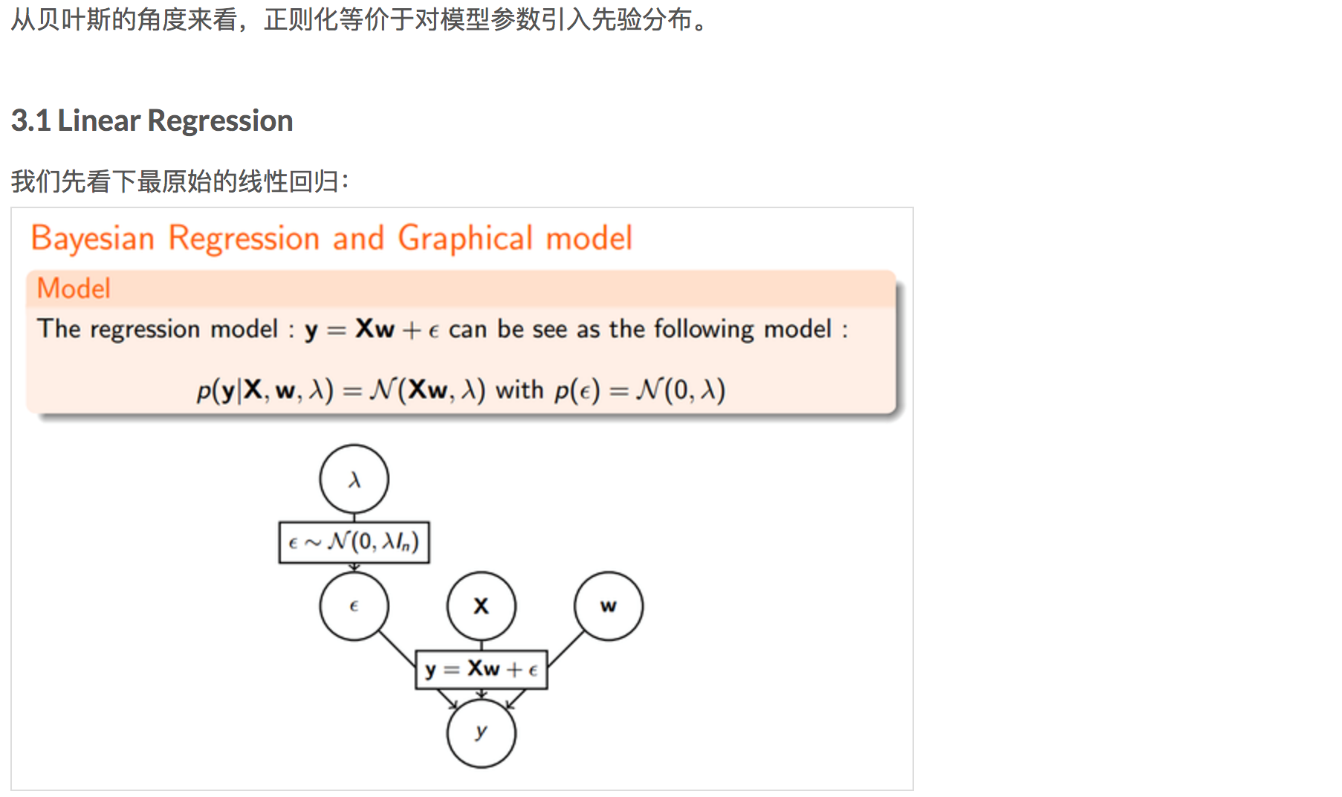 从贝叶斯的角度来看，正则化等价于对模型参数引入先验分布。
3.1 Linear Regression
我们先看下最原始的线性回归：
Bayesian Regression and Graphical model
Model
The regression model : y = Xw + ϵ can be see as the following model :
p(y|X, w, λ) = 𝒩(Xw, λ) with p(ϵ) = 𝒩(0, λ)
λ
ϵ ∼ 𝒩(0, λIₙ)
ϵ
X
w
y = Xw + ϵ
y